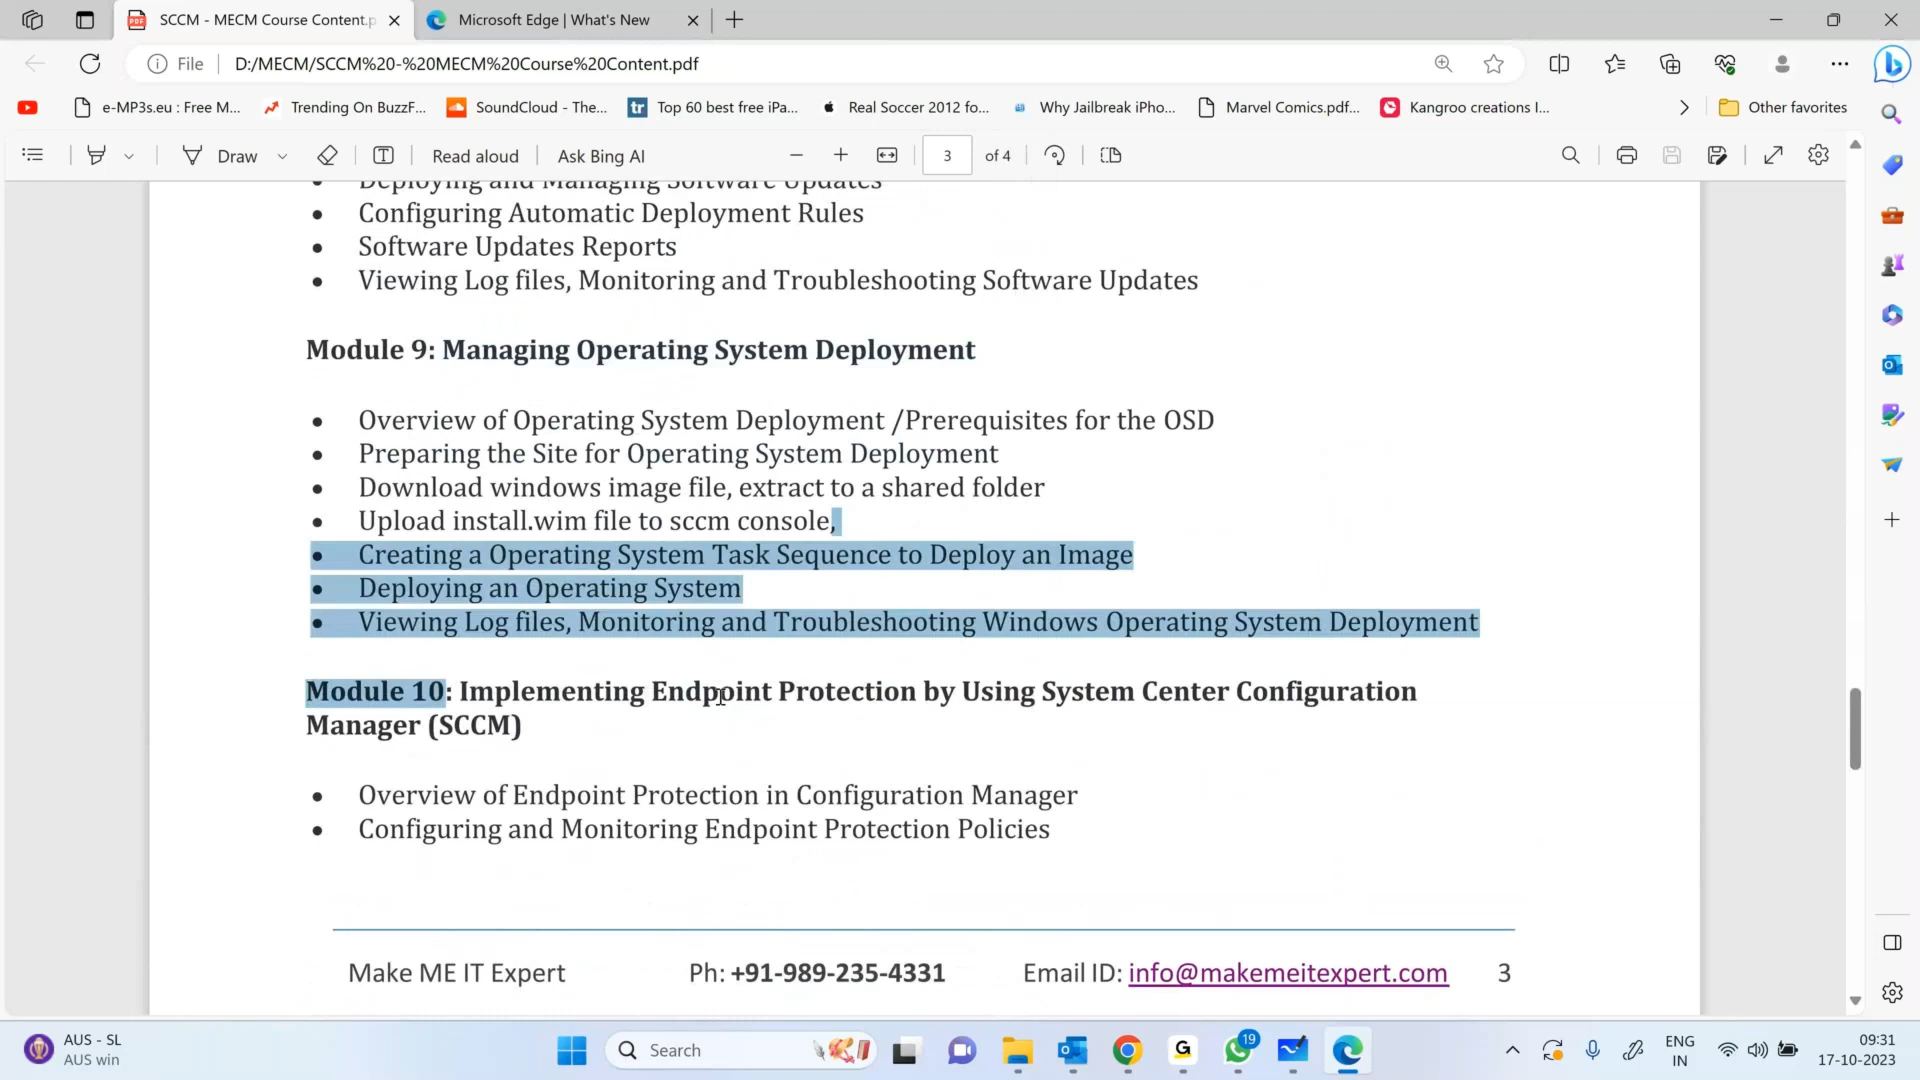 SCCM - MECM Course Content.p
Microsoft Edge | What's New
File
D:/MECM/SCCM%20-%20MECM%20Course%20Content.pdf
e-MP3s.eu : Free M...
Trending On BuzzF...
SoundCloud - The...
tr
Top 60 best free iPa...
Real Soccer 2012 fo...
Why Jailbreak iPho...
Marvel Comics.pdf...
Kangroo creations I...
Other favorites
Draw
Read aloud
Ask Bing AI
3
of 4
Deploying and Managing Software Updates
• Configuring Automatic Deployment Rules
• Software Updates Reports
• Viewing Log files, Monitoring and Troubleshooting Software Updates
Module 9: Managing Operating System Deployment
• Overview of Operating System Deployment /Prerequisites for the OSD
• Preparing the Site for Operating System Deployment
• Download windows image file, extract to a shared folder
• Upload install.wim file to sccm console,
• Creating a Operating System Task Sequence to Deploy an Image
• Deploying an Operating System
• Viewing Log files, Monitoring and Troubleshooting Windows Operating System Deployment
Module 10: Implementing Endpoint Protection by Using System Center Configuration
Manager (SCCM)
• Overview of Endpoint Protection in Configuration Manager
• Configuring and Monitoring Endpoint Protection Policies
Make ME IT Expert Ph: +91-989-235-4331 Email ID: info@makemeitexpert.com 3
AUS - SL
AUS win
Search
G
19
ENG
IN
09:31
17-10-2023